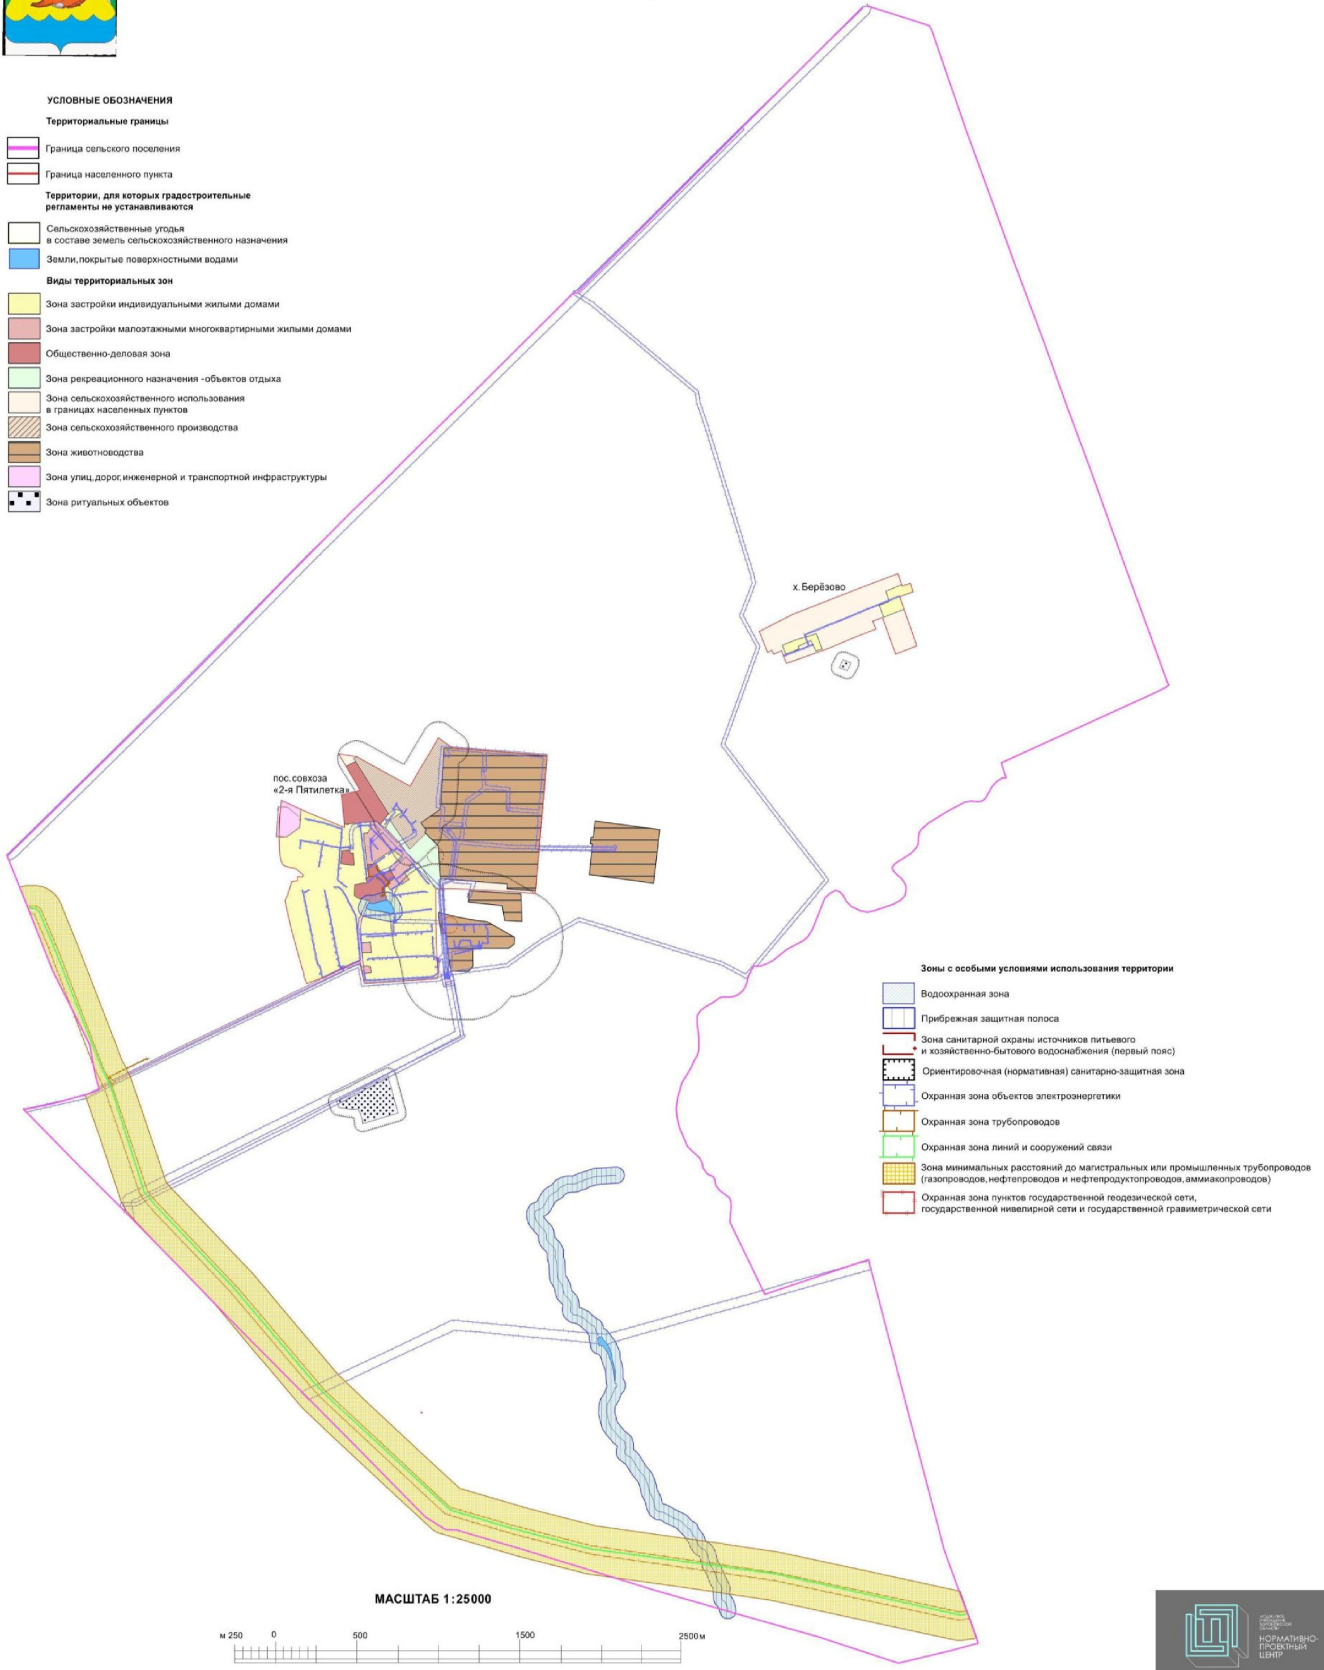 УСЛОВНЫЕ ОБОЗНАЧЕНИЯ
Территориальные границы
Граница сельского поселения
Граница населенного пункта
Территории, для которых градостроительные
регламенты не устанавливаются
Сельскохозяйственные угодья
в составе земель сельскохозяйственного назначения
Земли,покрытые поверхностными водами
Виды территориальных зон
Зона застройки индивидуальными жилыми домами
Зона застройки малоэтажными многоквартирными жилыми домами
Общественно-деловая зона
Зона рекреационного назначения -объектов отдыха
Зона сельскохозяйственного использования
в границах населенных пунктов
Зона сельскохозяйственного производства
Зона животноводства
Зона улиц,дорог,инженерной и транспортной инфраструктуры
Зона ритуальных объектов
х.Берёзово
пос.совхоза
«2-я Пятилетка»
Зоны с особыми условиями использования территории
Водоохранная зона
Прибрежная защитная полоса
Зона санитарной охраны источников питьевого
и хозяйственно-бытового водоснабжения (первый пояс)
Ориентировочная (нормативная) санитарно-защитная зона
Охранная зона объектов электроэнергетики
Охранная зона трубопроводов
Охранная зона линий и сооружений связи
Зона минимальных расстояний до магистральных или промышленных трубопроводов
(газопроводов,нефтепроводов и нефтепродуктопроводов,аммиакопроводов)
Охранная зона пунктов государственной геодезической сети,
государственной нивелирной сети и государственной гравиметрической сети
МАСШТАБ 1:25000
м 250 0 500 1500 2500м
НОРМАТИВНО-
ПРОЕКТНЫЙ
ЦЕНТР